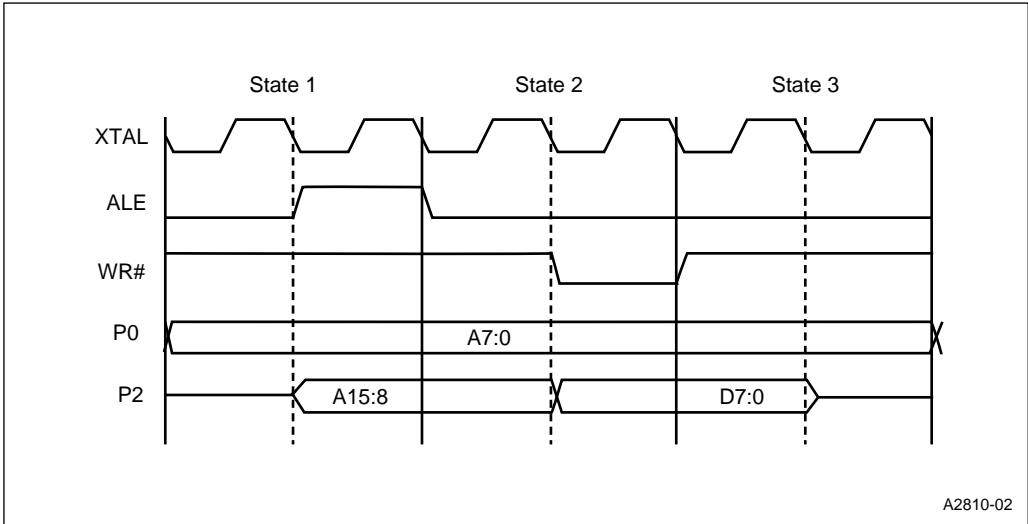 State 1 State 2 State 3
XTAL
ALE
WR#
P0 A7:0
P2 A15:8 D7:0
A2810-02